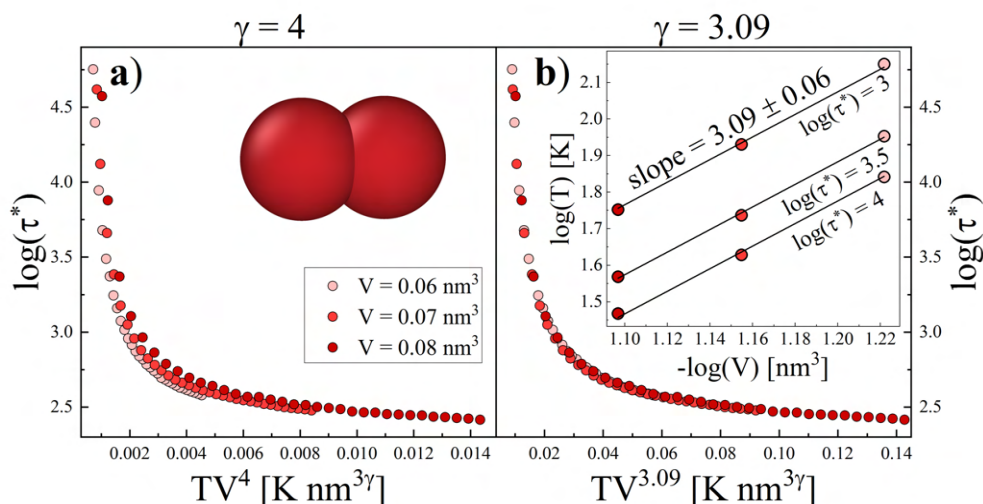 γ = 4
a)
log(τ*)
4.5
4.0
3.5
3.0
2.5
V = 0.06 nm³
V = 0.07 nm³
V = 0.08 nm³
0.002 0.004 0.006 0.008 0.010 0.012 0.014
TV⁴ [K nm³ᵞ]
γ = 3.09
b)
log(T) [K]
2.1
2.0
1.9
1.8
1.7
1.6
1.5
slope = 3.09 ± 0.06
log(τ*) = 3
log(τ*) = 3.5
log(τ*) = 4
1.10 1.12 1.14 1.16 1.18 1.20 1.22
-log(V) [nm³]
4.5
4.0
3.5
3.0
2.5
log(τ*)
0.02 0.04 0.06 0.08 0.10 0.12 0.14
TV³·⁰⁹ [K nm³ᵞ]